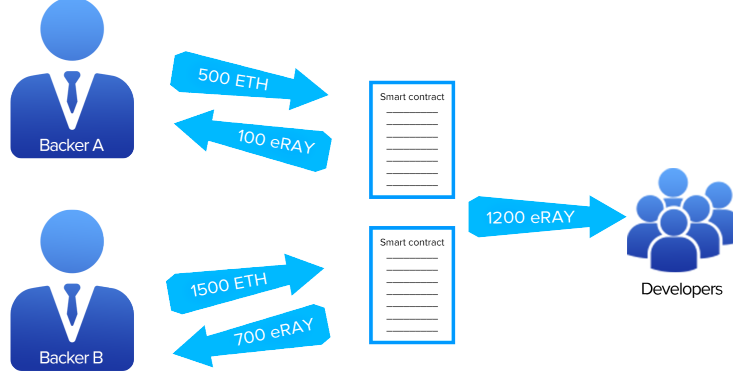 500 ETH
Smart contract
100 eRAY
Backer A
1200 eRAY
Smart contract
1500 ETH
Developers
700 eRAY
Backer B